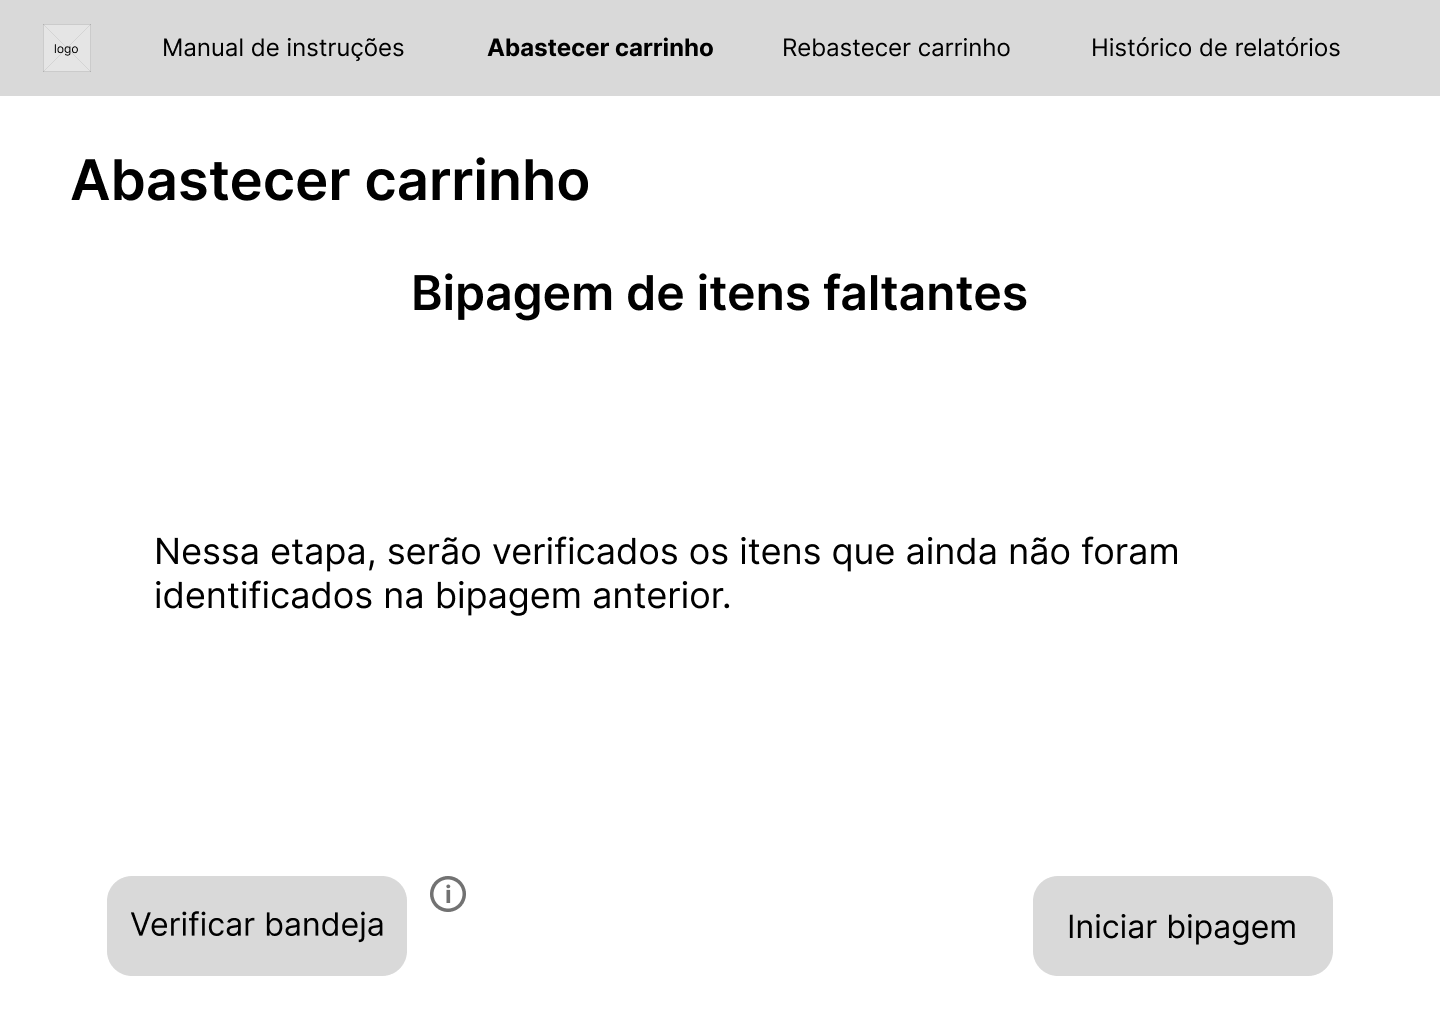 logo
Manual de instruções
Abastecer carrinho
Rebastecer carrinho
Histórico de relatórios
Abastecer carrinho
Bipagem de itens faltantes
Nessa etapa, serão verificados os itens que ainda não foram
identificados na bipagem anterior.
Verificar bandeja
i
Iniciar bipagem